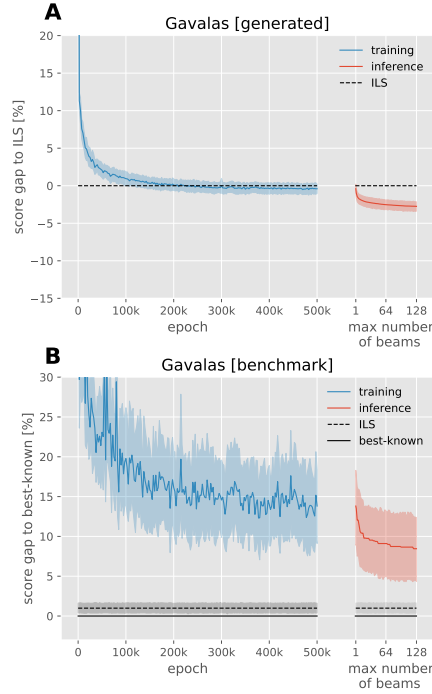 A
Gavalas [generated]
score gap to ILS [%]
20
15
10
5
0
−5
−10
−15
training
inference
ILS
0 100k 200k 300k 400k 500k
epoch
1 64 128
max number
of beams
B
Gavalas [benchmark]
score gap to best-known [%]
30
25
20
15
10
5
0
training
inference
ILS
best-known
0 100k 200k 300k 400k 500k
epoch
1 64 128
max number
of beams